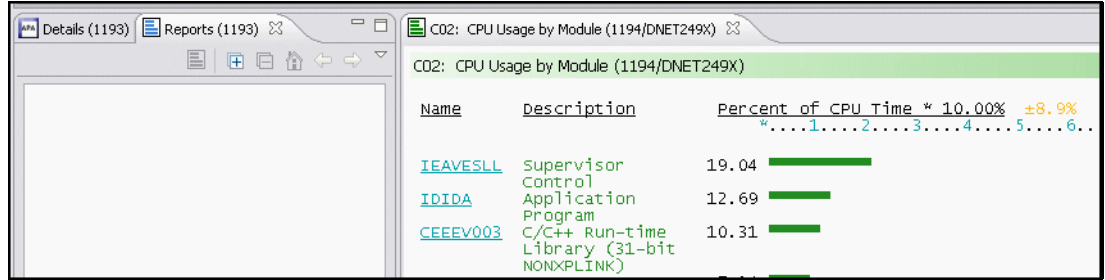 APA Details (1193) Reports (1193)
C02: CPU Usage by Module (1194/DNET249X)
C02: CPU Usage by Module (1194/DNET249X)
Name Description Percent of CPU Time * 10.00% ±8.9%
*....1....2....3....4....5....6..
IEAVESLL Supervisor 19.04
Control
IDIDA Application 12.69
Program
CEEEV003 C/C++ Run-time 10.31
Library (31-bit
NONXPLINK)